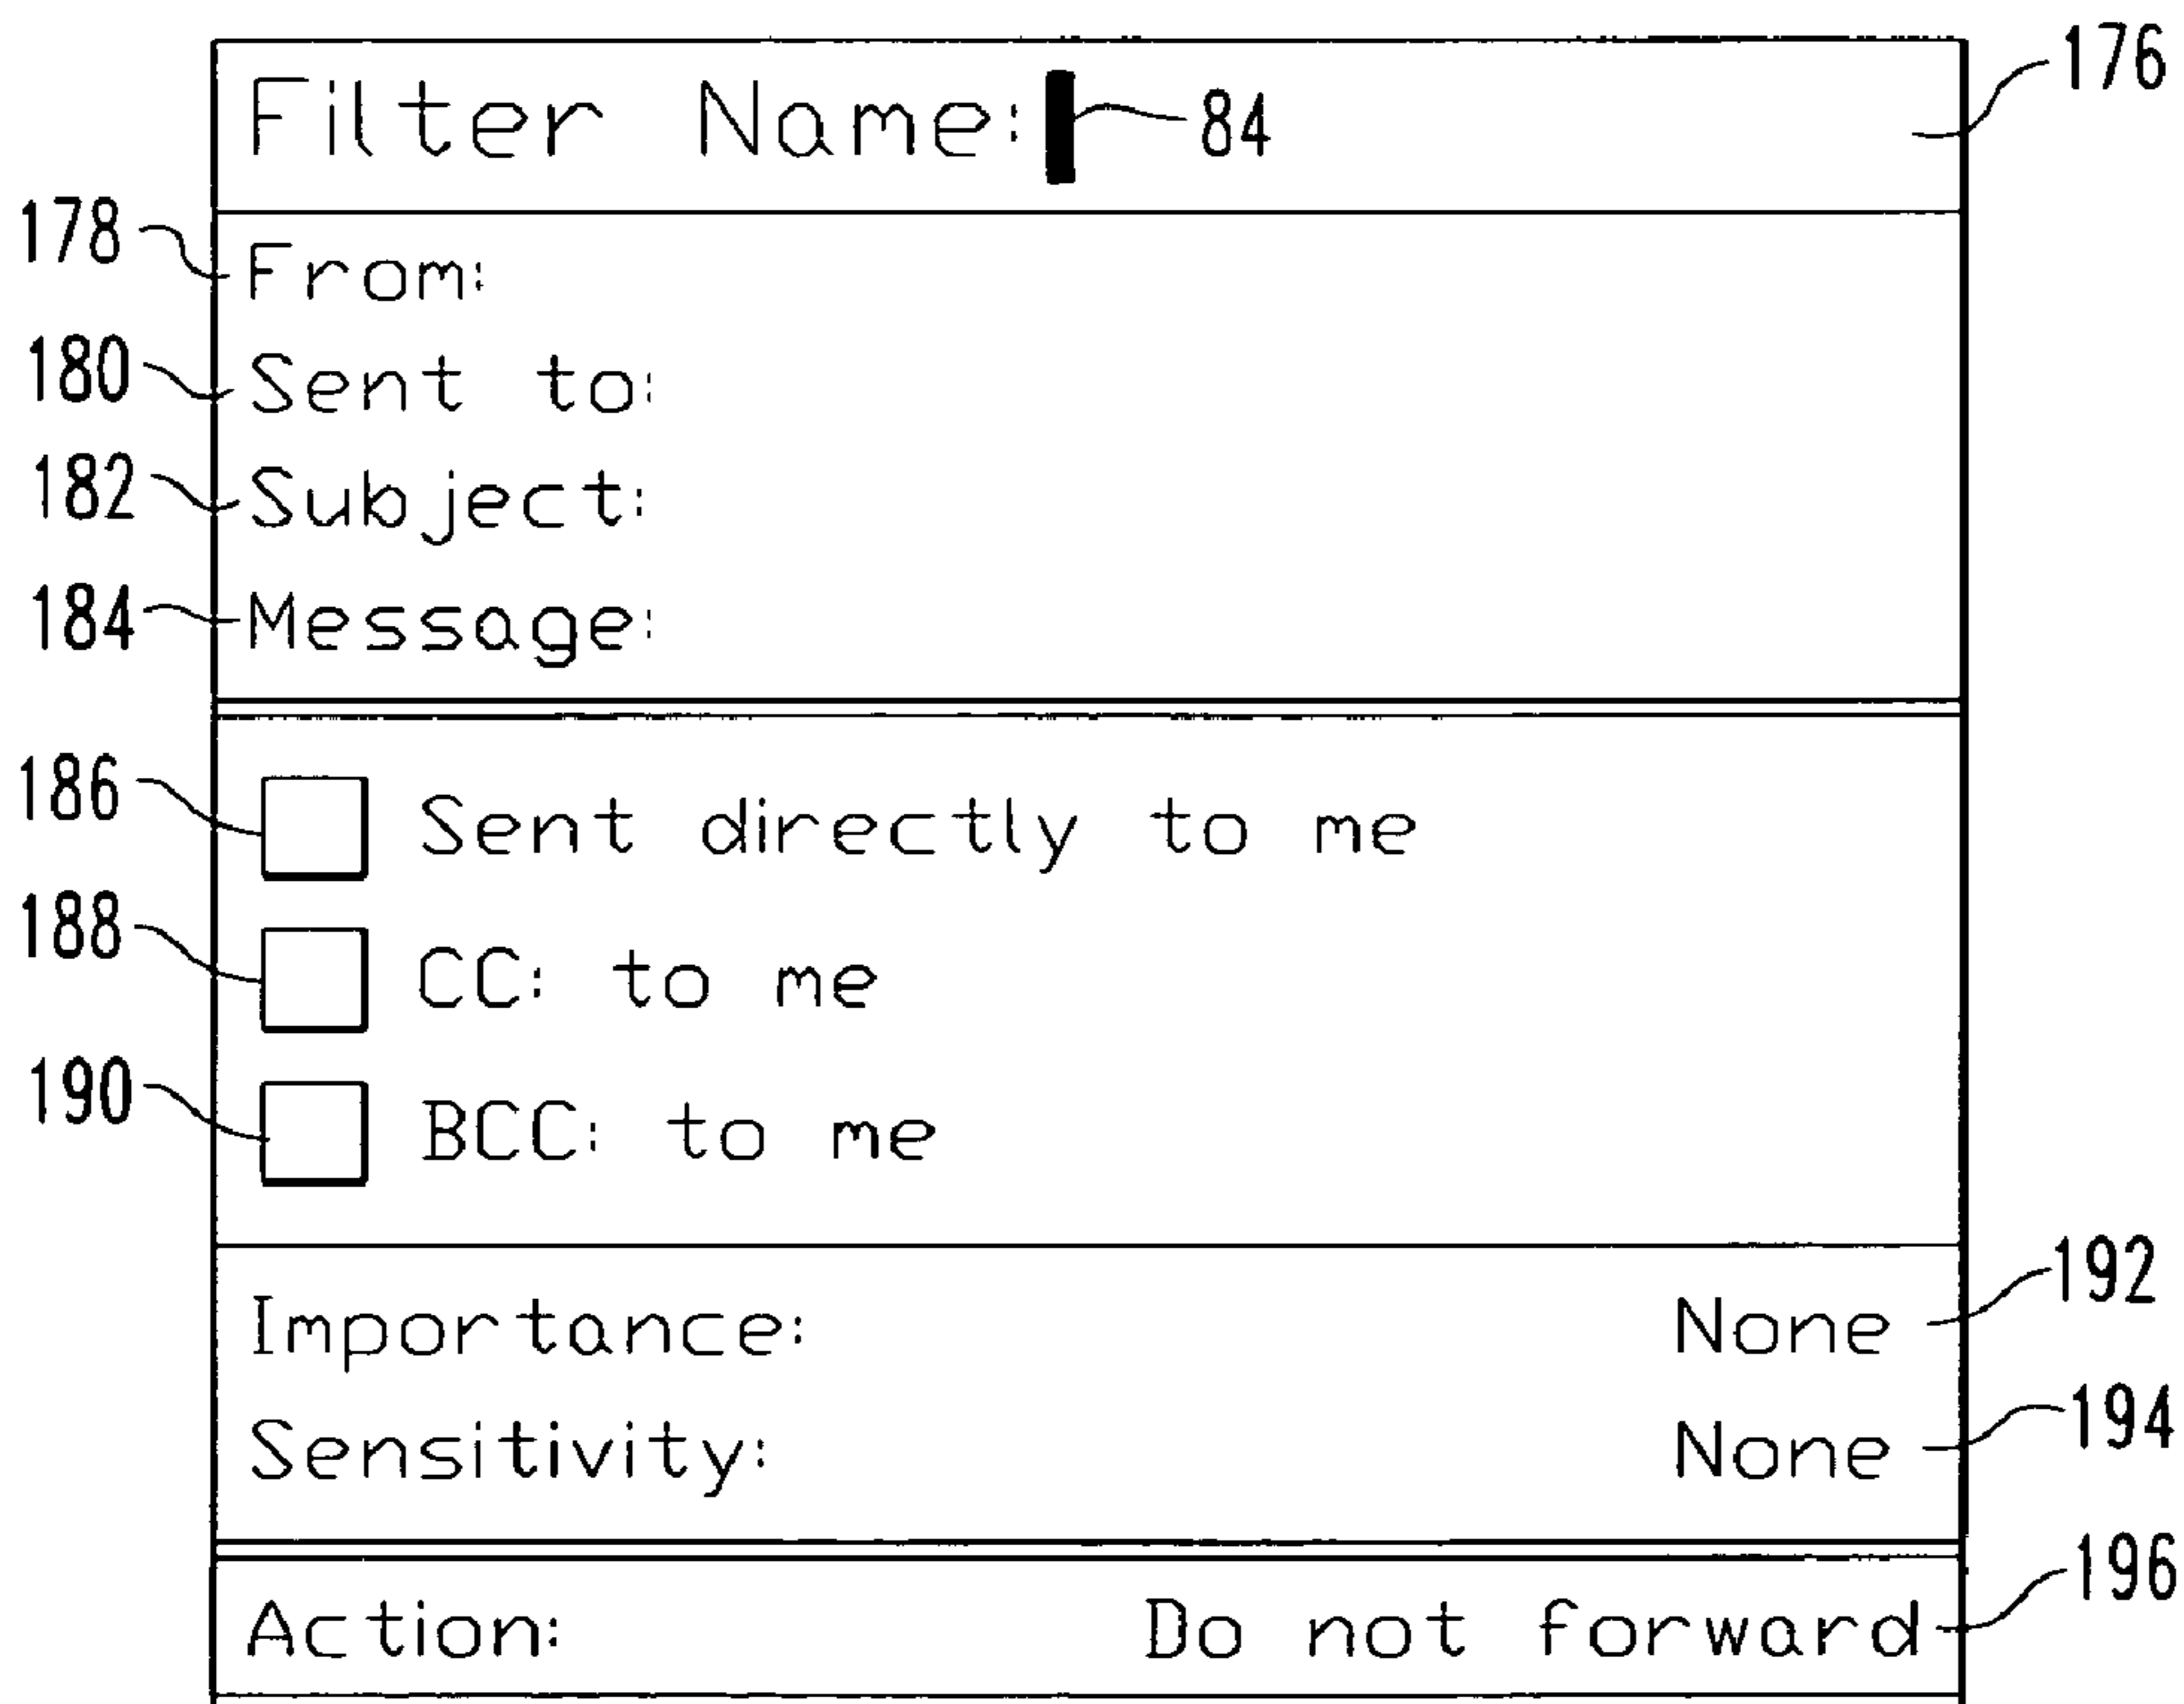 176
Filter Name: 84
178 From:
180 Sent to:
182 Subject:
184 Message:
186 Sent directly to me
188 CC: to me
190 BCC: to me
192
Importance: None
194
Sensitivity: None
196
Action: Do not forward